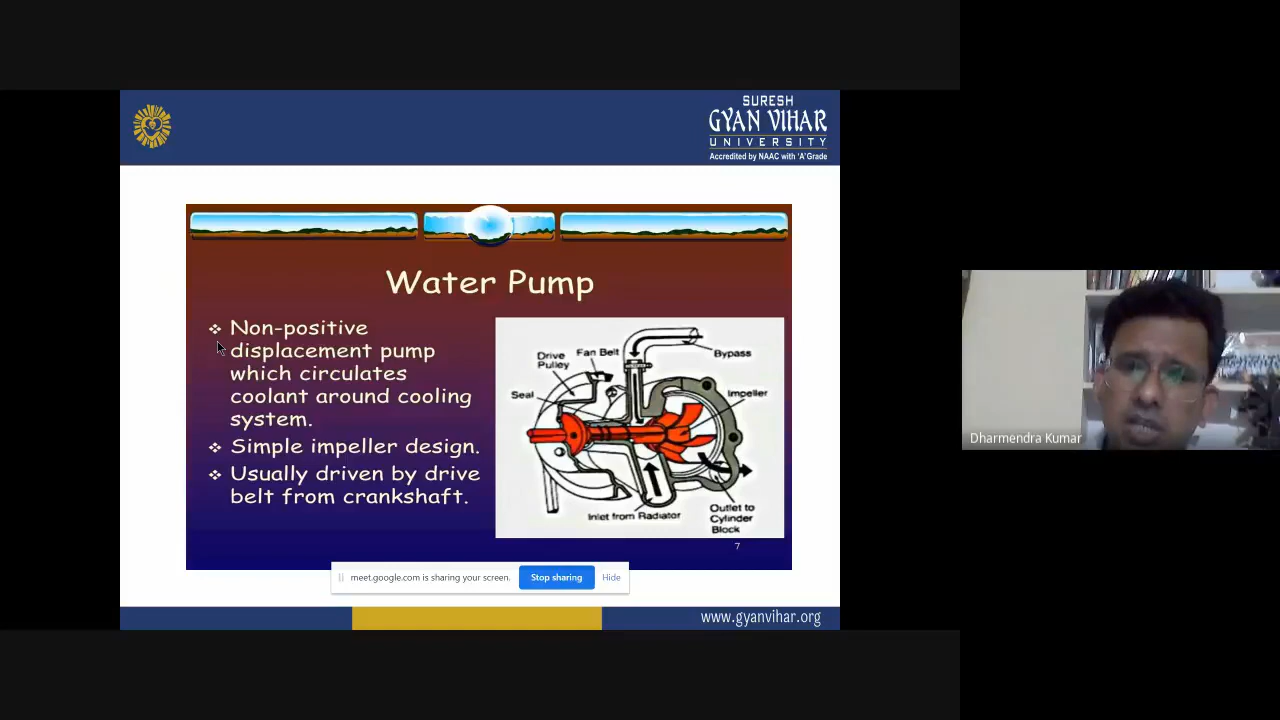 SURESH
GYAN VIHAR
UNIVERSITY
Accredited by NAAC with 'A' Grade
Water Pump
❖ Non-positive
displacement pump
which circulates
coolant around cooling
system.
❖ Simple impeller design.
❖ Usually driven by drive
belt from crankshaft.
Drive
Pulley
Fan Belt
Bypass
Seal
Impeller
Inlet from Radiator
Outlet to
Cylinder
Block
7
meet.google.com is sharing your screen.
Stop sharing
Hide
www.gyanvihar.org
Dharmendra Kumar